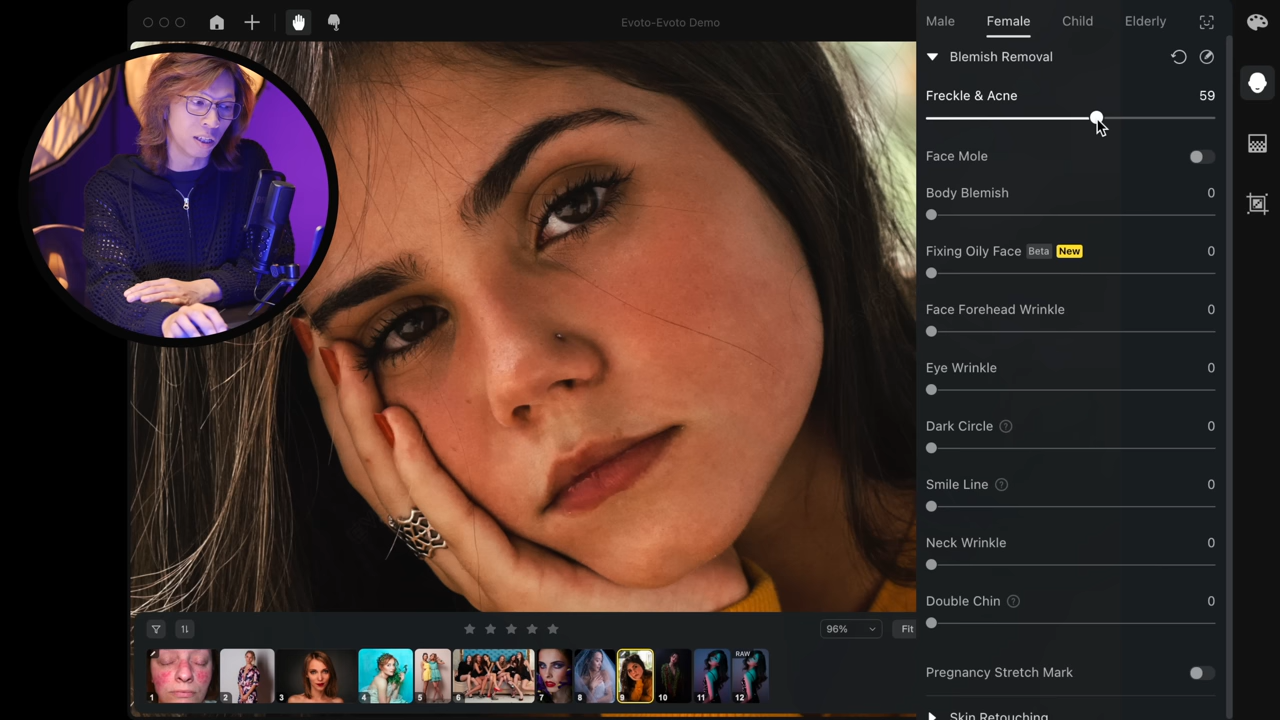 Evoto-Evoto Demo
Male Female Child Elderly
Blemish Removal
Freckle & Acne 59
Face Mole
Body Blemish 0
Fixing Oily Face Beta New 0
Face Forehead Wrinkle 0
Eye Wrinkle 0
Dark Circle ? 0
Smile Line ? 0
Neck Wrinkle 0
Double Chin ? 0
Pregnancy Stretch Mark
Skin Retouching
96% Fit
RAW
1 2 3 4 5 6 7 8 9 10 11 12